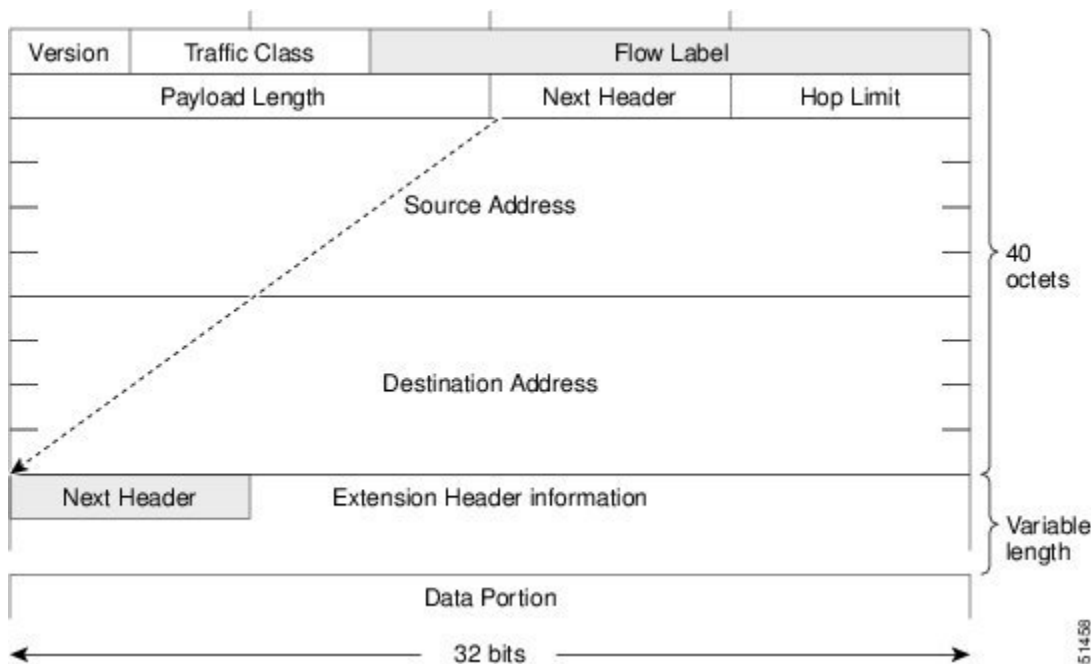 Version Traffic Class Flow Label
Payload Length Next Header Hop Limit
Source Address
40
octets
Destination Address
Next Header Extension Header information
Variable
length
Data Portion
32 bits
51458